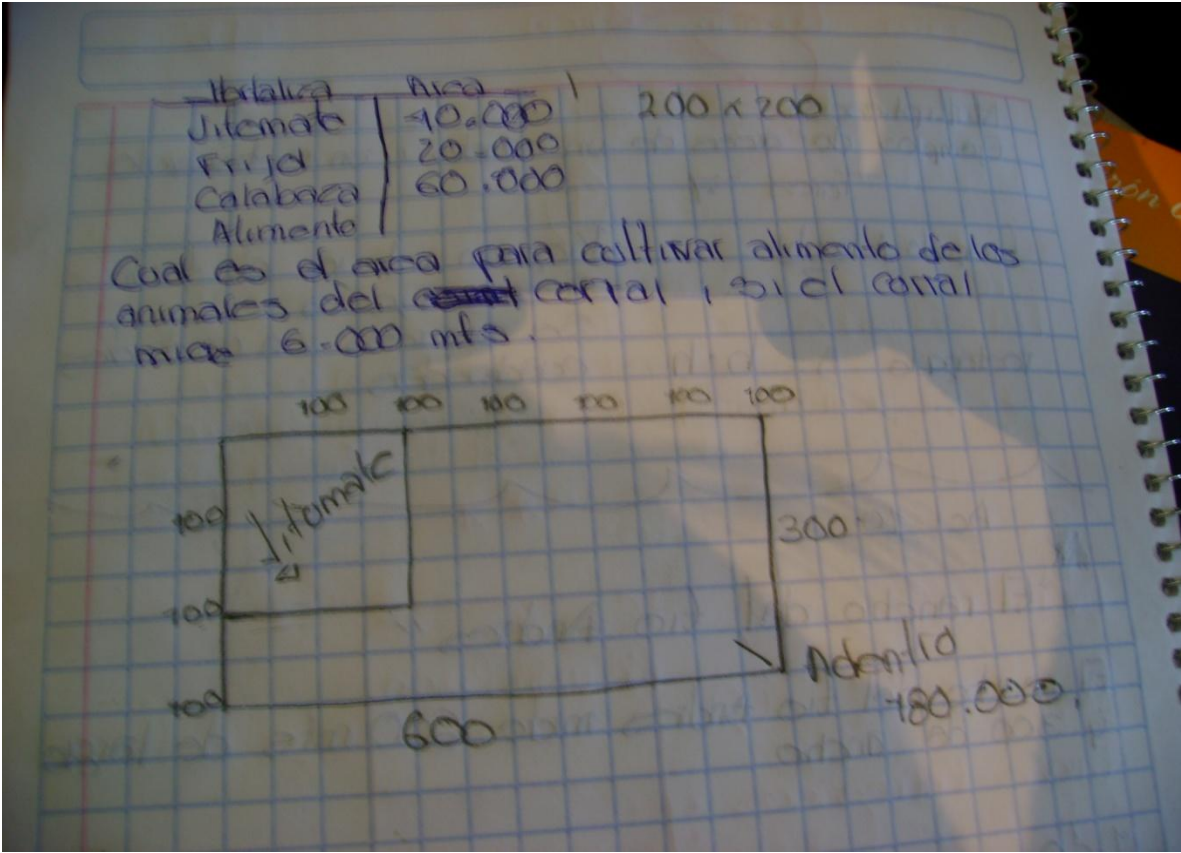 Hortaliza Area
Jitomate 40.000 200 x 200
Frijol 20.000
Calabaza 60.000
Alimento
Cual es el area para cultivar alimento de los
animales del corral, si el corral
mide 6.000 mts.
100 100 100 100 100 100
100
Jitomate
300
100
Adentro
100
180.000.
600